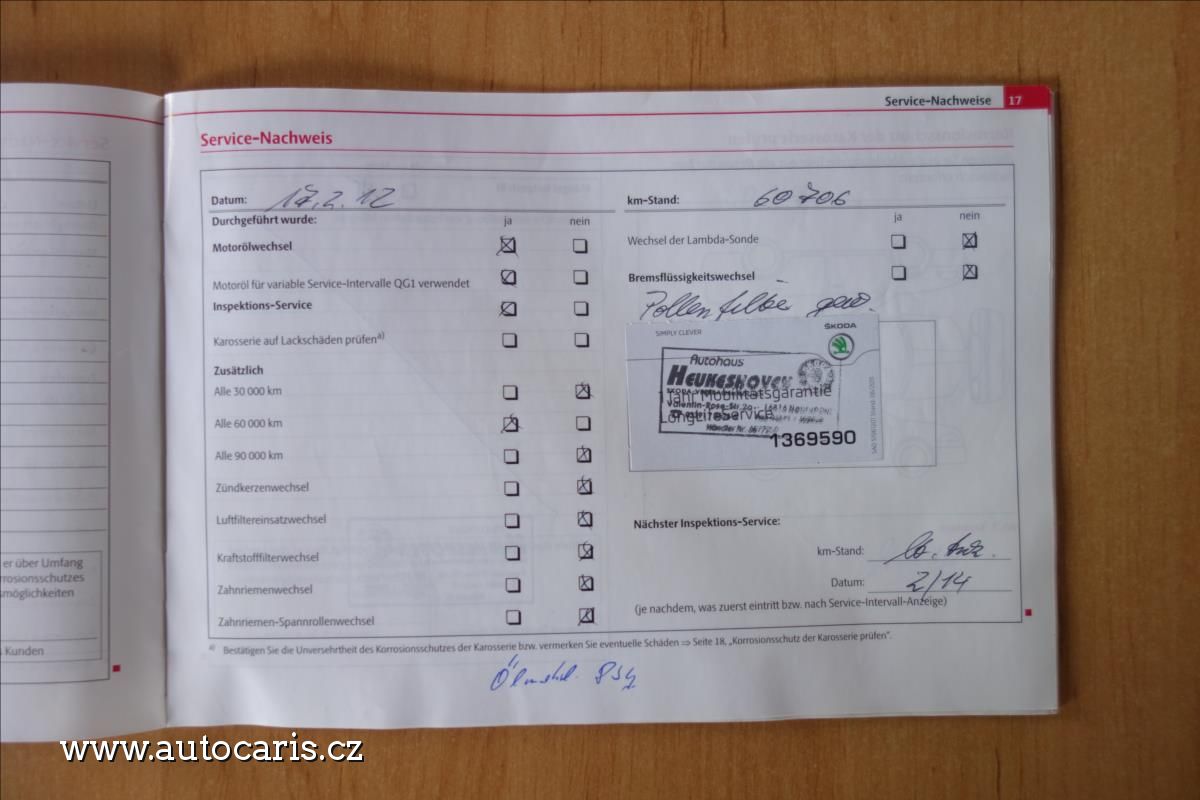 Service-Nachweise 17
Service-Nachweis
Datum: 17.2.12
km-Stand: 60706
Durchgeführt wurde: ja nein
Motorölwechsel
Motoröl für variable Service-Intervalle QG1 verwendet
Inspektions-Service
Karosserie auf Lackschäden prüfen a)
Zusätzlich
Alle 30 000 km
Alle 60 000 km
Alle 90 000 km
Zündkerzenwechsel
Luftfiltereinsatzwechsel
Kraftstofffilterwechsel
Zahnriemenwechsel
Zahnriemen-Spannrollenwechsel
ja nein
Wechsel der Lambda-Sonde
Bremsflüssigkeitswechsel
Pollenfilter gew.
SIMPLY CLEVER
ŠKODA
Autohaus
1 Jahr Mobilitätsgarantie
Longlife Service
1369590
Nächster Inspektions-Service:
km-Stand:
Datum: 2/14
(je nachdem, was zuerst eintritt bzw. nach Service-Intervall-Anzeige)
a) Bestätigen Sie die Unversehrtheit des Korrosionsschutzes der Karosserie bzw. vermerken Sie eventuelle Schäden ⇒ Seite 18, „Korrosionsschutz der Karosserie prüfen".
er über Umfang
rrosionsschutzes
smöglichkeiten
s Kunden
www.autocaris.cz